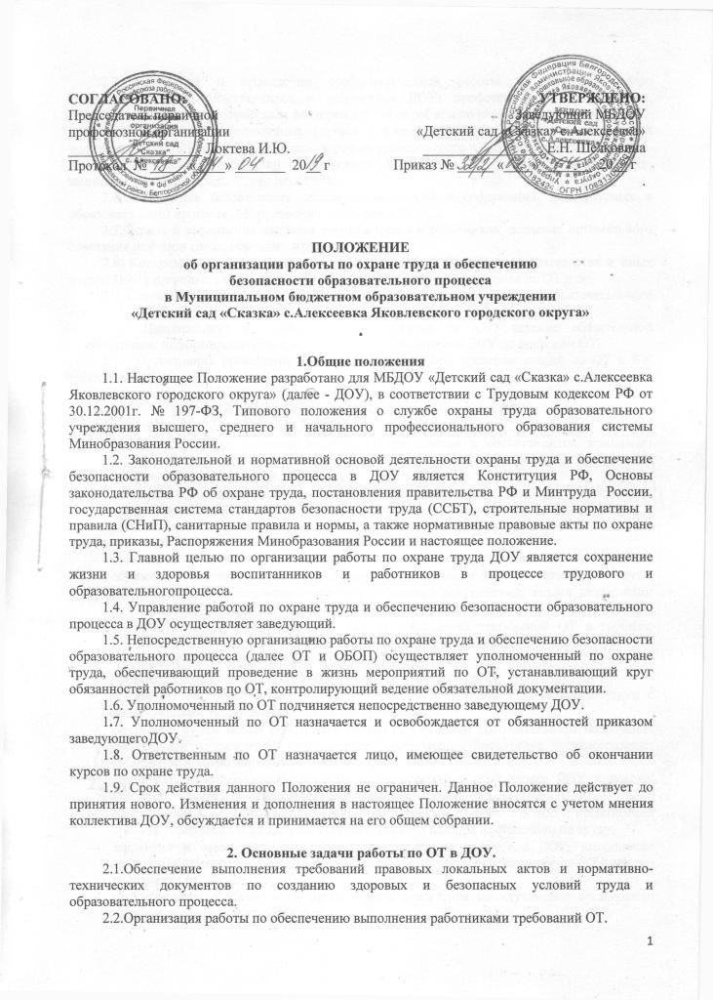 СОГЛАСОВАНО: УТВЕРЖДЕНО:
Председатель первичной Заведующий МБДОУ
профсоюзной организации «Детский сад «Сказка» с.Алексеевка»
Локтева И.Ю. Е.Н. Шелковина
Протокол № » 04 2019 г Приказ № « 20 г
Первичная
организация
"Детский сад
"Сказка"
с. Алексеевка"
ПОЛОЖЕНИЕ
об организации работы по охране труда и обеспечению
безопасности образовательного процесса
в Муниципальном бюджетном образовательном учреждении
«Детский сад «Сказка» с.Алексеевка Яковлевского городского округа»
1.Общие положения
1.1. Настоящее Положение разработано для МБДОУ «Детский сад «Сказка» с.Алексеевка
Яковлевского городского округа» (далее - ДОУ), в соответствии с Трудовым кодексом РФ от
30.12.2001г. № 197-ФЗ, Типового положения о службе охраны труда образовательного
учреждения высшего, среднего и начального профессионального образования системы
Минобразования России.
1.2. Законодательной и нормативной основой деятельности охраны труда и обеспечение
безопасности образовательного процесса в ДОУ является Конституция РФ, Основы
законодательства РФ об охране труда, постановления правительства РФ и Минтруда России,
государственная система стандартов безопасности труда (ССБТ), строительные нормативы и
правила (СНиП), санитарные правила и нормы, а также нормативные правовые акты по охране
труда, приказы, Распоряжения Минобразования России и настоящее положение.
1.3. Главной целью по организации работы по охране труда ДОУ является сохранение
жизни и здоровья воспитанников и работников в процессе трудового и
образовательногопроцесса.
1.4. Управление работой по охране труда и обеспечению безопасности образовательного
процесса в ДОУ осуществляет заведующий.
1.5. Непосредственную организацию работы по охране труда и обеспечению безопасности
образовательного процесса (далее ОТ и ОБОП) осуществляет уполномоченный по охране
труда, обеспечивающий проведение в жизнь мероприятий по ОТ, устанавливающий круг
обязанностей работников по ОТ, контролирующий ведение обязательной документации.
1.6. Уполномоченный по ОТ подчиняется непосредственно заведующему ДОУ.
1.7. Уполномоченный по ОТ назначается и освобождается от обязанностей приказом
заведующегоДОУ.
1.8. Ответственным по ОТ назначается лицо, имеющее свидетельство об окончании
курсов по охране труда.
1.9. Срок действия данного Положения не ограничен. Данное Положение действует до
принятия нового. Изменения и дополнения в настоящее Положение вносятся с учетом мнения
коллектива ДОУ, обсуждается и принимается на его общем собрании.
2. Основные задачи работы по ОТ в ДОУ.
2.1.Обеспечение выполнения требований правовых локальных актов и нормативно-
технических документов по созданию здоровых и безопасных условий труда и
образовательного процесса.
2.2.Организация работы по обеспечению выполнения работниками требований ОТ.
1